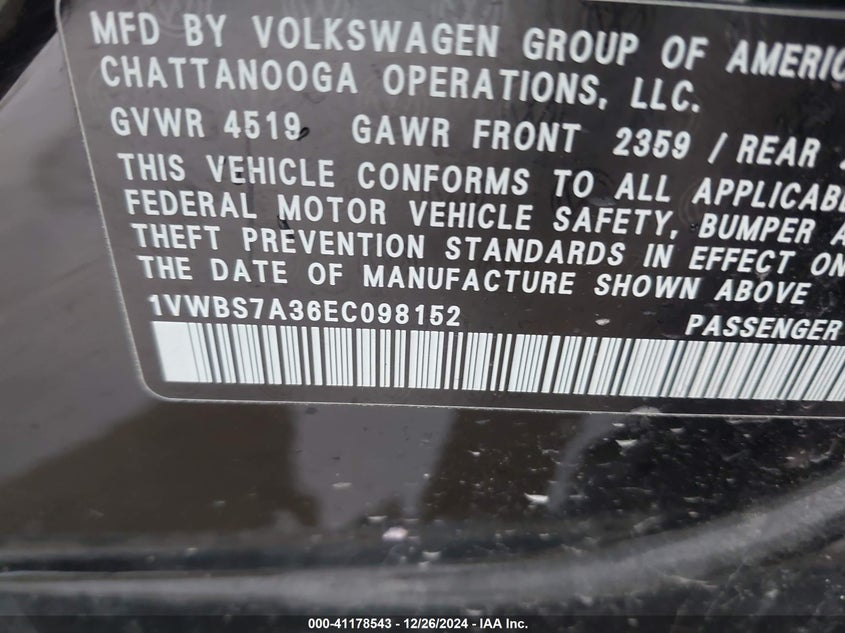 MFD BY VOLKSWAGEN GROUP OF AMERIC
CHATTANOOGA OPERATIONS, LLC.
GVWR 4519 GAWR FRONT 2359 / REAR
THIS VEHICLE CONFORMS TO ALL APPLICAB
FEDERAL MOTOR VEHICLE SAFETY, BUMPER A
THEFT PREVENTION STANDARDS IN EFFECT ON
THE DATE OF MANUFACTURE SHOWN ABOVE
1VWBS7A36EC098152 PASSENGER
000-41178543 • 12/26/2024 • IAA Inc.